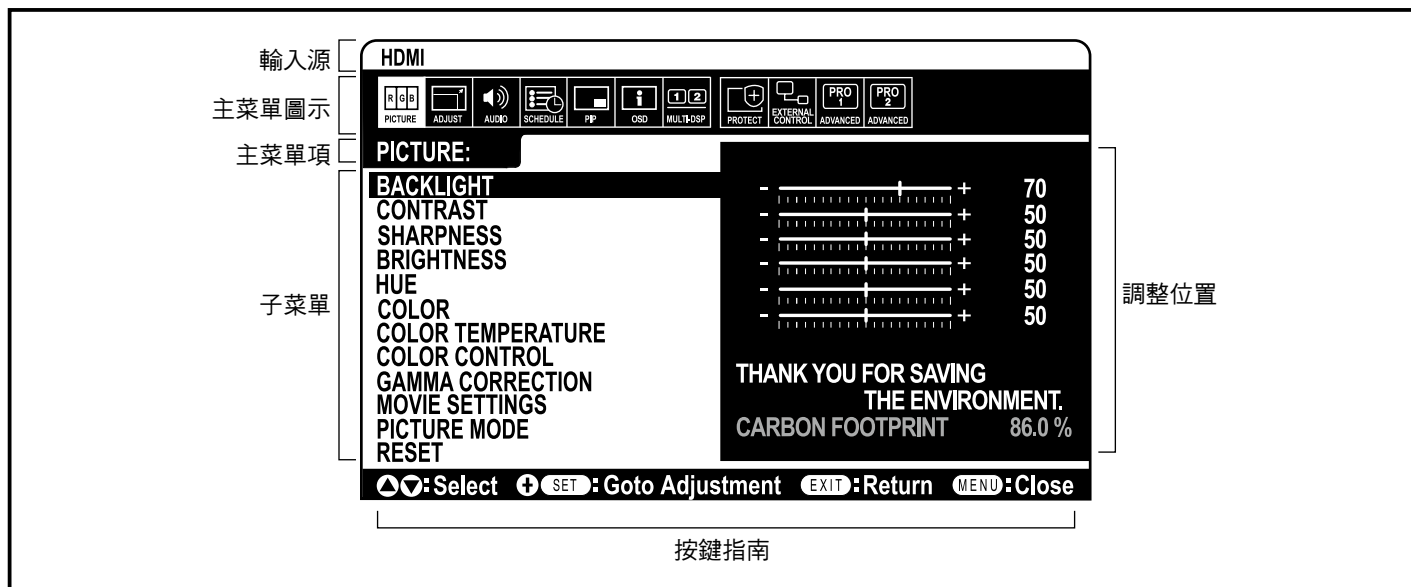 輸入源
HDMI
主菜單圖示
RGB PICTURE
ADJUST
AUDIO
SCHEDULE
PIP
OSD
1 2 MULTI-DSP
PROTECT
EXTERNAL CONTROL
PRO 1 ADVANCED
PRO 2 ADVANCED
主菜單項
PICTURE:
子菜單
BACKLIGHT - + 70
CONTRAST - + 50
SHARPNESS - + 50
BRIGHTNESS - + 50
HUE - + 50
COLOR - + 50
COLOR TEMPERATURE
COLOR CONTROL
GAMMA CORRECTION
MOVIE SETTINGS
PICTURE MODE
RESET
THANK YOU FOR SAVING
THE ENVIRONMENT.
CARBON FOOTPRINT 86.0 %
調整位置
:Select + SET :Goto Adjustment EXIT :Return MENU :Close
按鍵指南